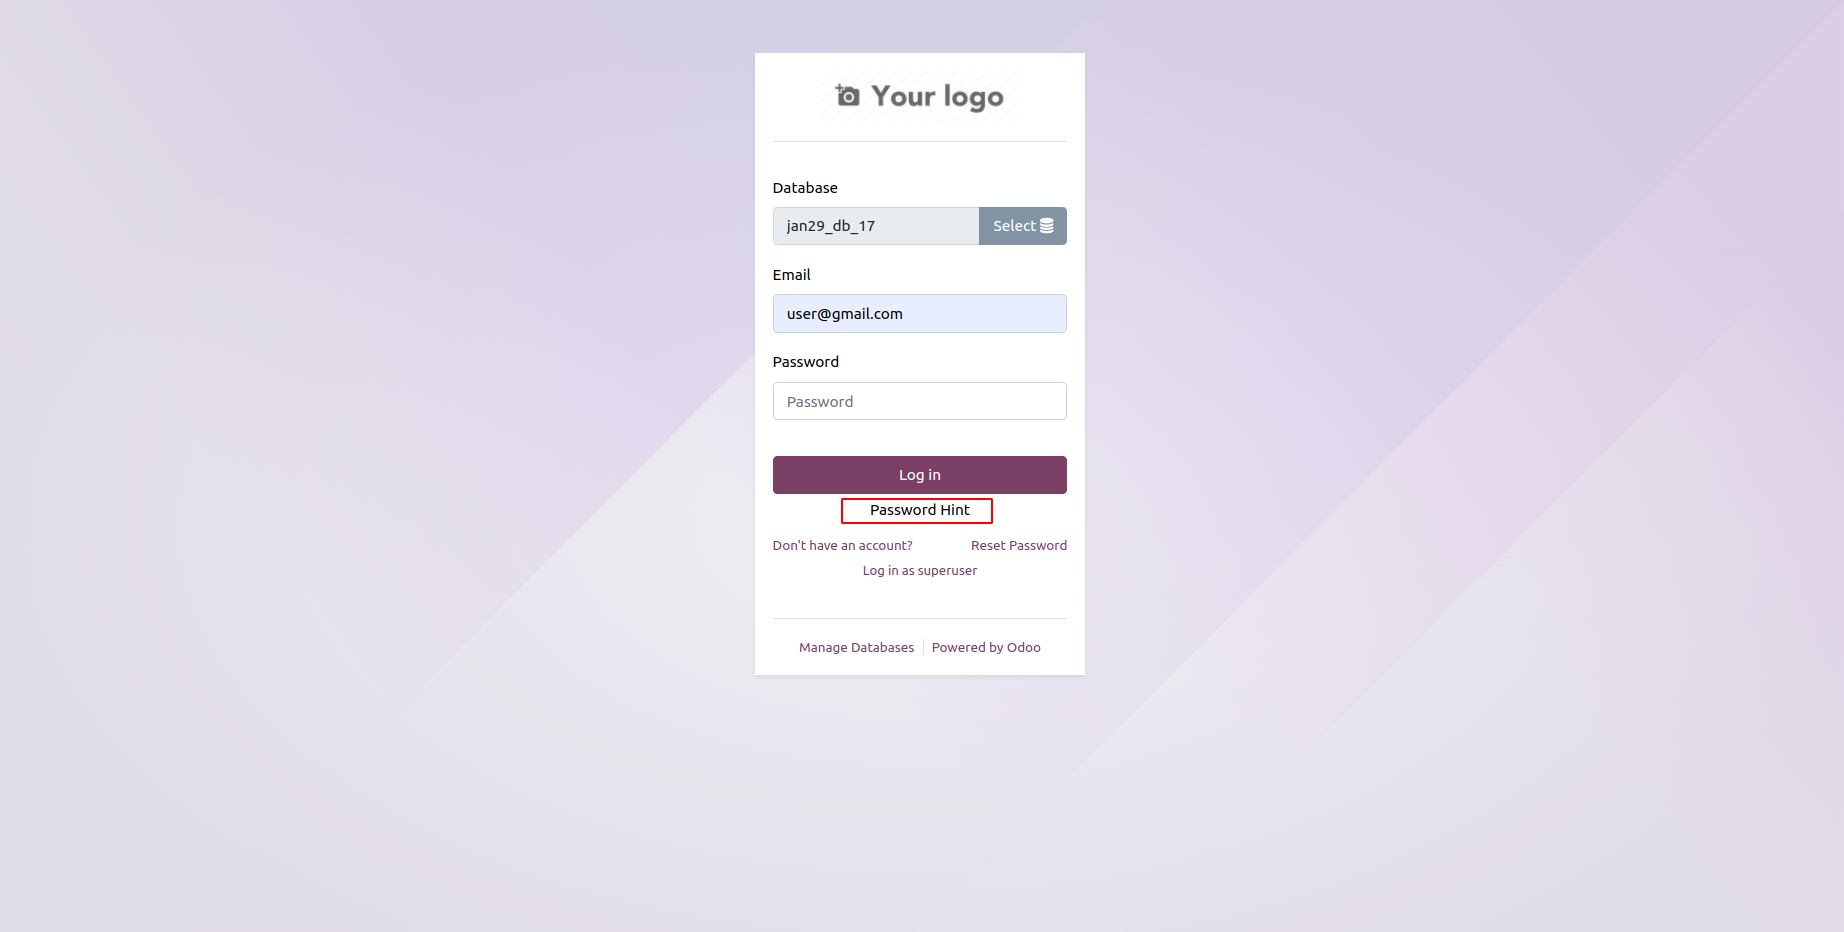 Your logo
Database
jan29_db_17 Select
Email
user@gmail.com
Password
Password
Log in
Password Hint
Don't have an account? Reset Password
Log in as superuser
Manage Databases Powered by Odoo